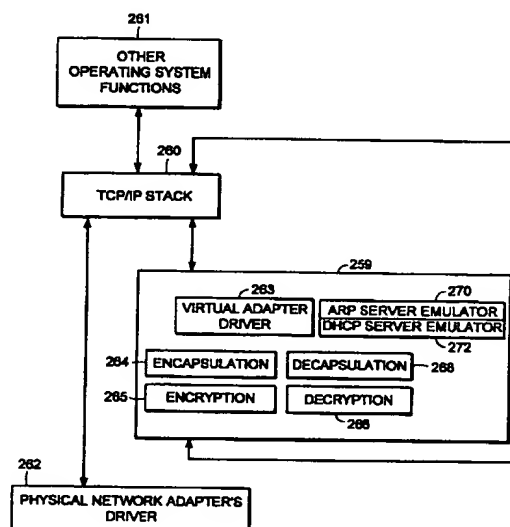 261
OTHER
OPERATING SYSTEM
FUNCTIONS
260
TCP/IP STACK
259
263
270
VIRTUAL ADAPTER
DRIVER
ARP SERVER EMULATOR
DHCP SERVER EMULATOR
272
264
ENCAPSULATION
DECAPSULATION
266
265
ENCRYPTION
DECRYPTION
266
262
PHYSICAL NETWORK ADAPTER'S
DRIVER